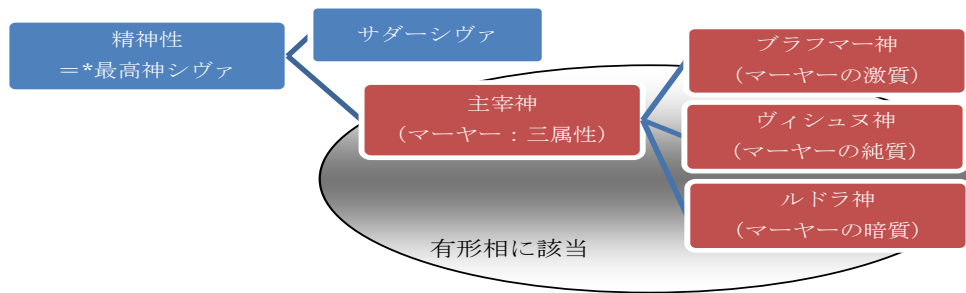 精神性
＝*最高神シヴァ
サダーシヴァ
主宰神
（マーヤー：三属性）
ブラフマー神
（マーヤーの激質）
ヴィシュヌ神
（マーヤーの純質）
ルドラ神
（マーヤーの暗質）
有形相に該当